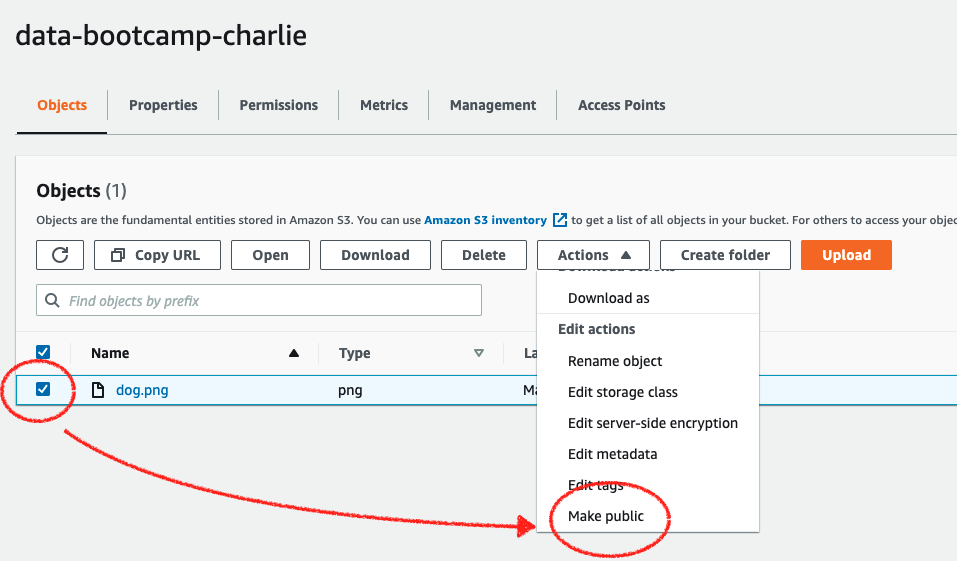 data-bootcamp-charlie
Objects Properties Permissions Metrics Management Access Points
Objects (1)
Objects are the fundamental entities stored in Amazon S3. You can use Amazon S3 inventory to get a list of all objects in your bucket. For others to access your objec
Copy URL Open Download Delete Actions Create folder Upload
Find objects by prefix
Download as
Edit actions
Name Type La
Rename object
dog.png png Ma
Edit storage class
Edit server-side encryption
Edit metadata
Edit tags
Make public